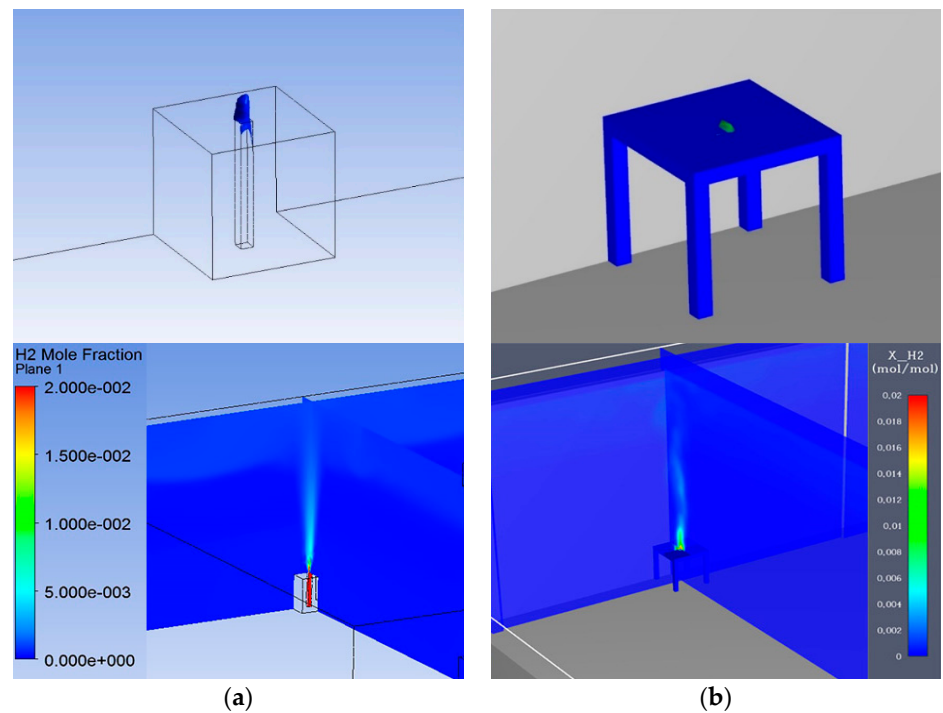 H2 Mole Fraction
Plane 1
2.000e-002
1.500e-002
1.000e-002
5.000e-003
0.000e+000
X_H2
(mol/mol)
0,02
0,018
0,016
0,014
0,012
0,01
0,008
0,006
0,004
0,002
0
(a)
(b)